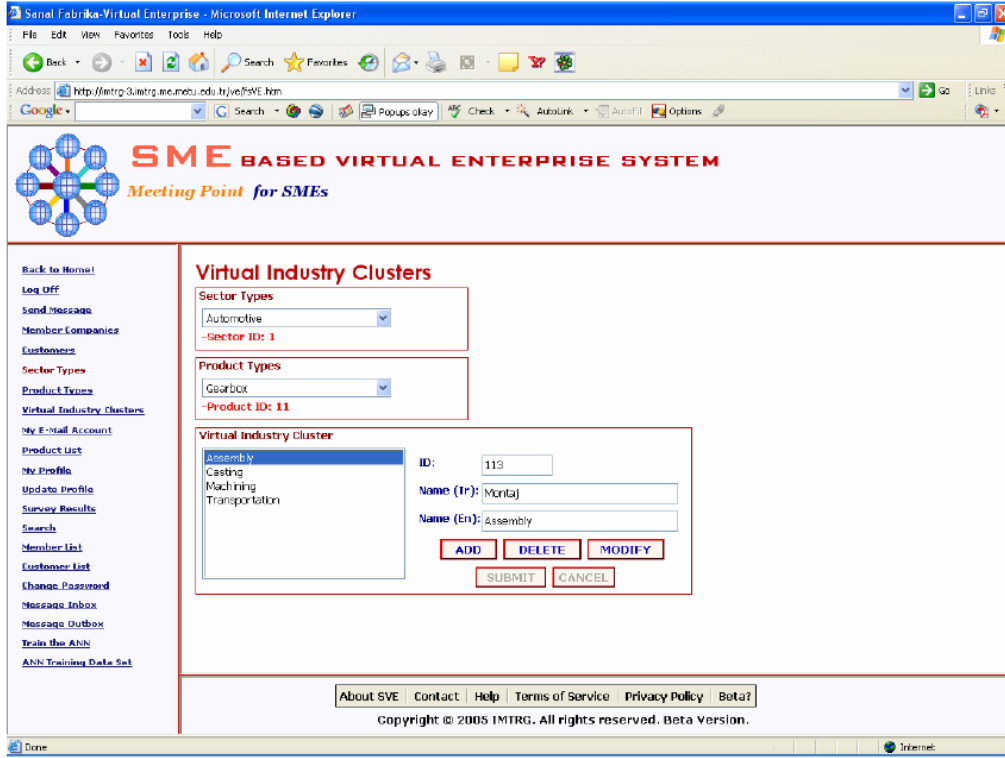 Sanal Fabrika-Virtual Enterprise - Microsoft Internet Explorer
File Edit View Favorites Tools Help
Back Search Favorites
Address http://imtrg-3.imtrg.me.metu.edu.tr/ve/FsVE.htm Go Links
Google Search Popups okay Check AutoLink AutoFill Options
SME BASED VIRTUAL ENTERPRISE SYSTEM
Meeting Point for SMEs
Back to Home!
Log Off
Send Message
Member Companies
Customers
Sector Types
Product Types
Virtual Industry Clusters
My E-Mail Account
Product List
My Profile
Update Profile
Survey Results
Search
Member List
Customer List
Change Password
Message Inbox
Message Outbox
Train the ANN
ANN Training Data Set
Virtual Industry Clusters
Sector Types
Automotive
-Sector ID: 1
Product Types
Gearbox
-Product ID: 11
Virtual Industry Cluster
Assembly
Casting
Machining
Transportation
ID: 113
Name (Tr): Montaj
Name (En): Assembly
ADD DELETE MODIFY
SUBMIT CANCEL
About SVE Contact Help Terms of Service Privacy Policy Beta?
Copyright © 2005 IMTRG. All rights reserved. Beta Version.
Done Internet